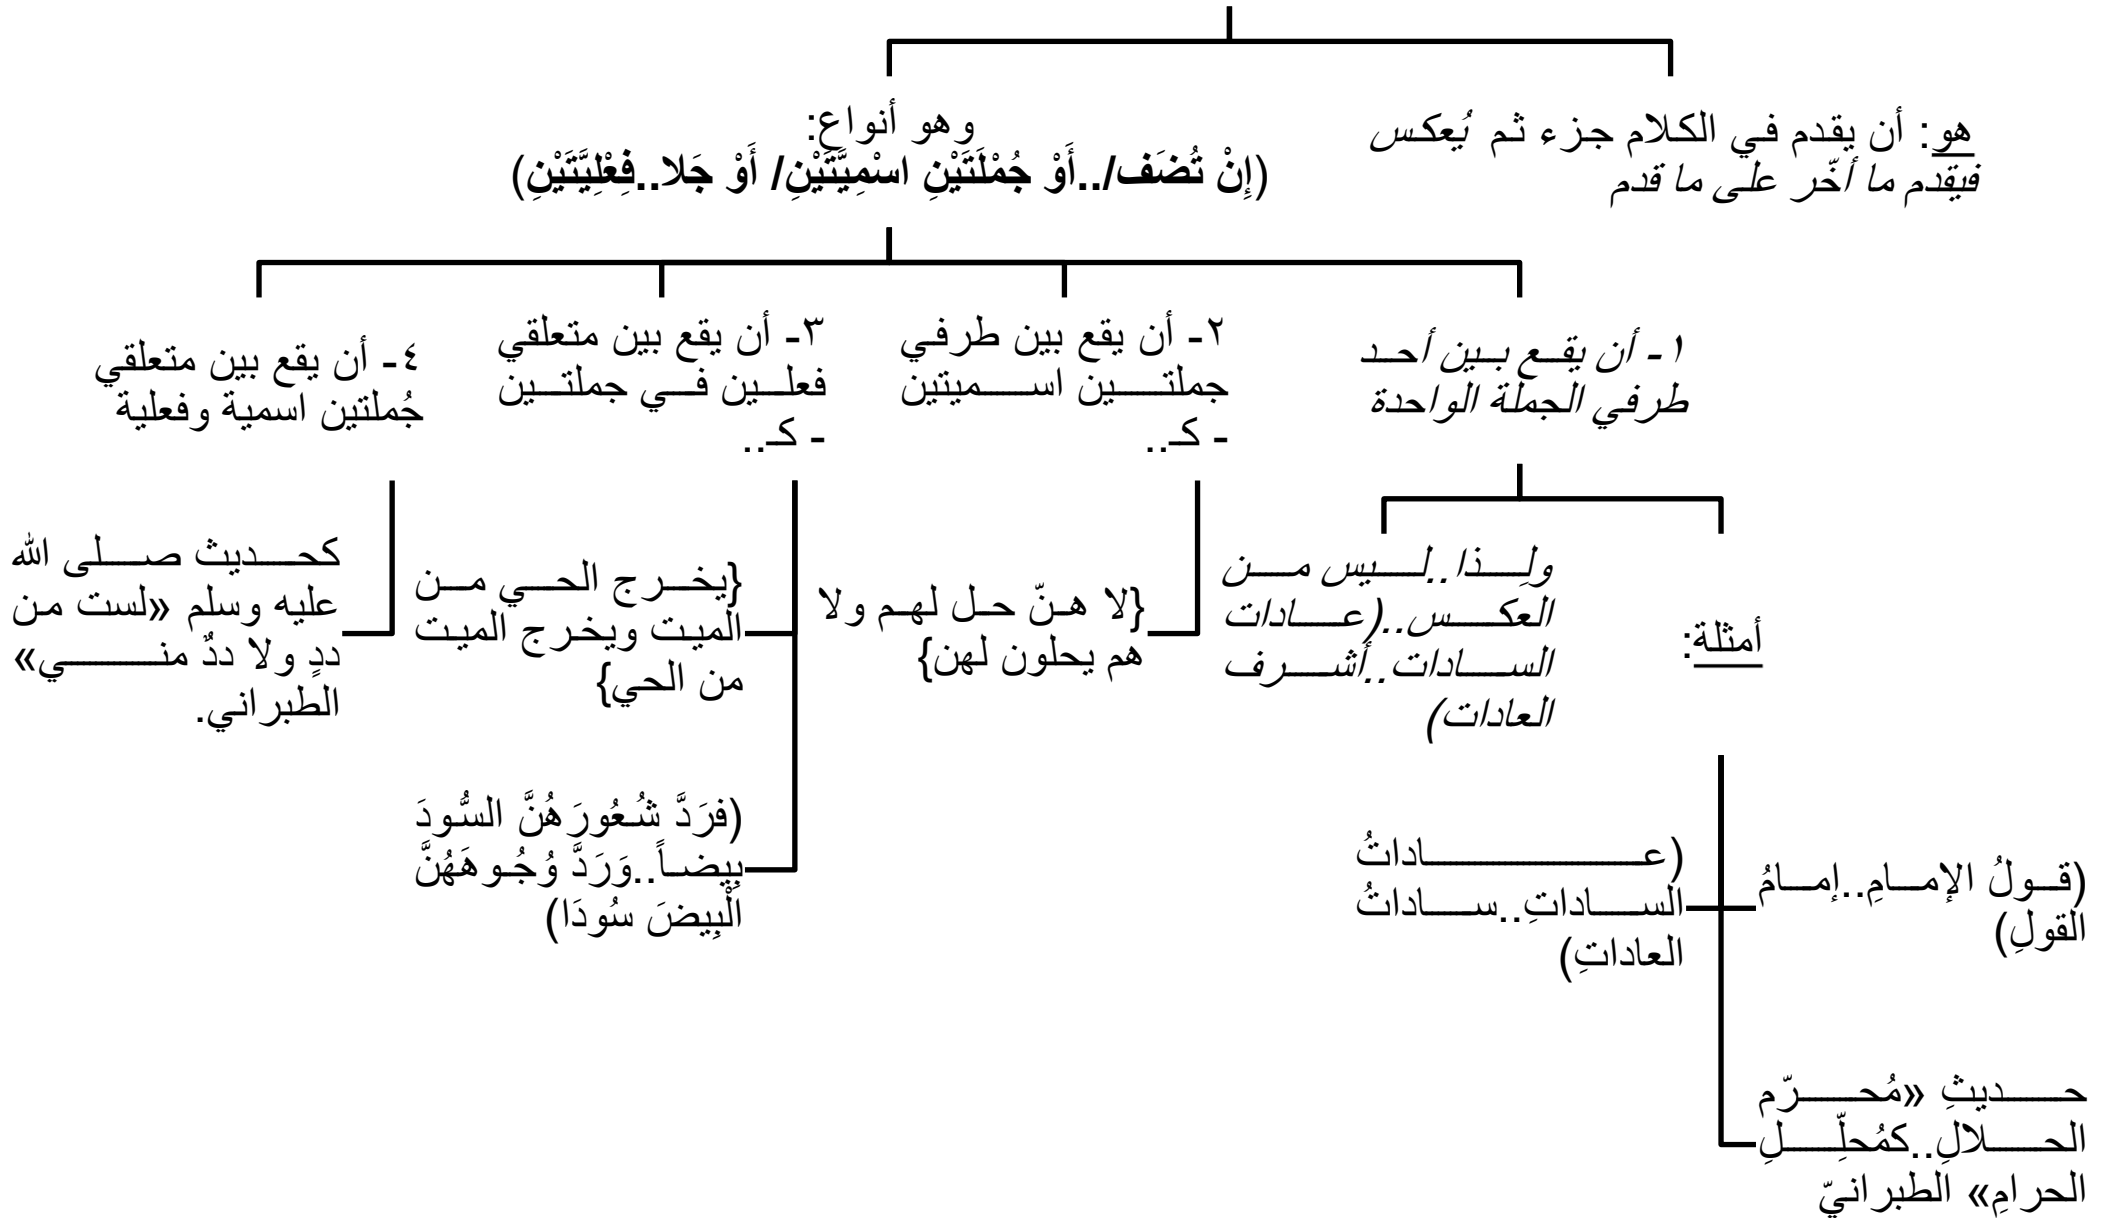 هو: أن يقدم في الكلام جزء ثم يُعكس
فيقدم ما أخّر على ما قدم
وهو أنواع:
(إِنْ تُضَف/..أَوْ جُمْلَتَيْنِ اسْمِيَّتَيْنِ/ أَوْ جَلا..فِعْلِيَّتَيْنِ)
١- أن يقع بين أحد
طرفي الجملة الواحدة
٢- أن يقع بين طرفي
جملتين اسميتين
- كـ..
٣- أن يقع بين متعلقي
فعلين في جملتين
- كـ..
٤- أن يقع بين متعلقي
جُملتين اسمية وفعلية
أمثلة:
ولِذا..ليس من
العكس..(عادات
السادات..أشرف
العادات)
{لا هنّ حل لهم ولا
هم يحلون لهن}
{يخرج الحي من
الميت ويخرج الميت
من الحي}
كحديث صلى الله
عليه وسلم «لست من
ددٍ ولا ددٌ مني»
الطبراني.
(قولُ الإمامِ..إمامُ
القولِ)
(عاداتُ
الساداتِ..ساداتُ
العاداتِ)
(فرَدَّ شُعُورَهُنَّ السُّودَ
بِيضاً..وَرَدَّ وُجُوهَهُنَّ
الْبِيضَ سُودَا)
حديثِ «مُحرّم
الحلالِ..كمُحلِّلِ
الحرامِ» الطبرانيّ